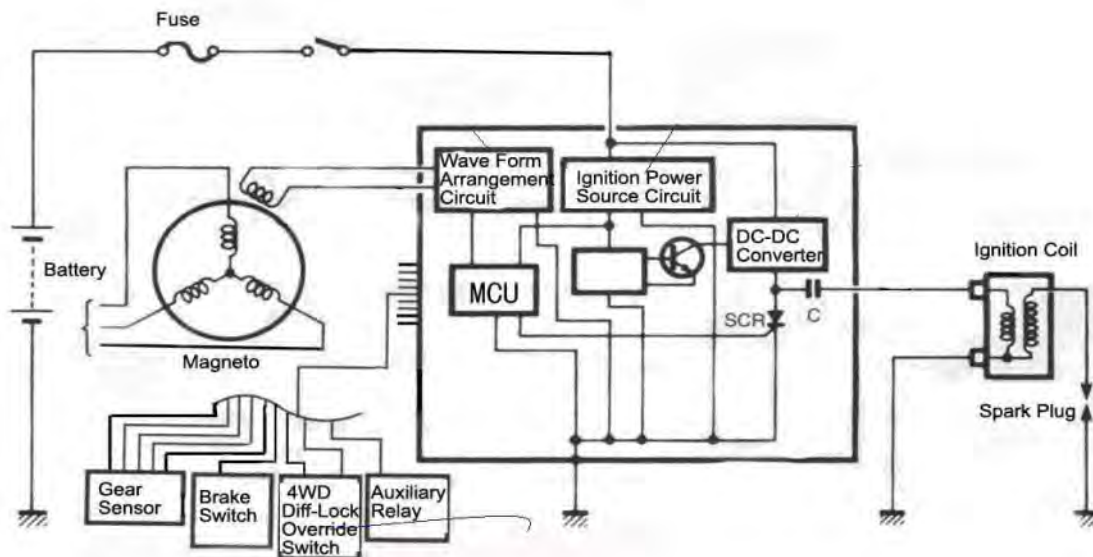 Fuse
Wave Form
Arrangement
Circuit
Ignition Power
Source Circuit
DC-DC
Converter
Ignition Coil
Battery
MCU
SCR
C
Magneto
Spark Plug
Gear
Sensor
Brake
Switch
4WD
Diff-Lock
Override
Switch
Auxiliary
Relay